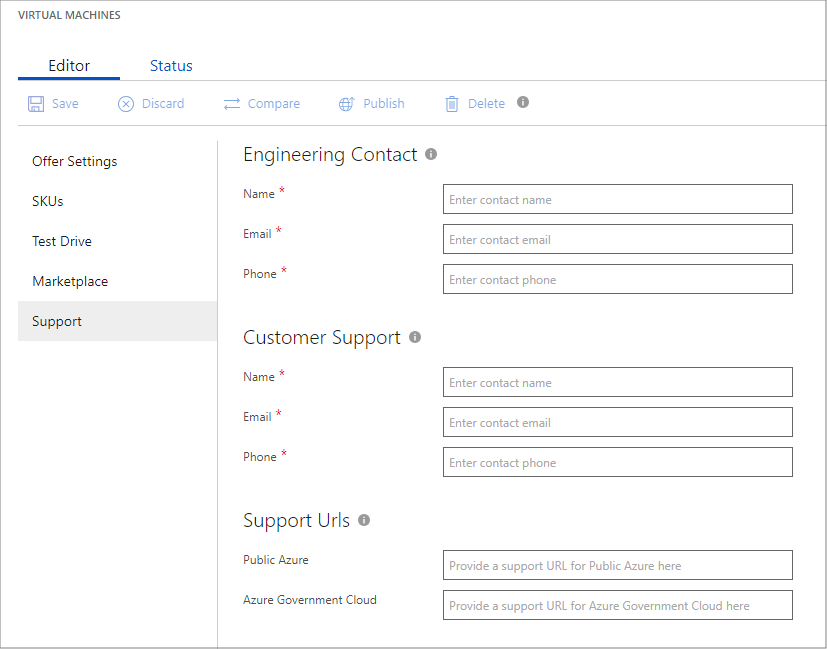 VIRTUAL MACHINES
Editor Status
Save Discard Compare Publish Delete
Offer Settings
SKUs
Test Drive
Marketplace
Support
Engineering Contact
Name * Enter contact name
Email * Enter contact email
Phone * Enter contact phone
Customer Support
Name * Enter contact name
Email * Enter contact email
Phone * Enter contact phone
Support Urls
Public Azure Provide a support URL for Public Azure here
Azure Government Cloud Provide a support URL for Azure Government Cloud here